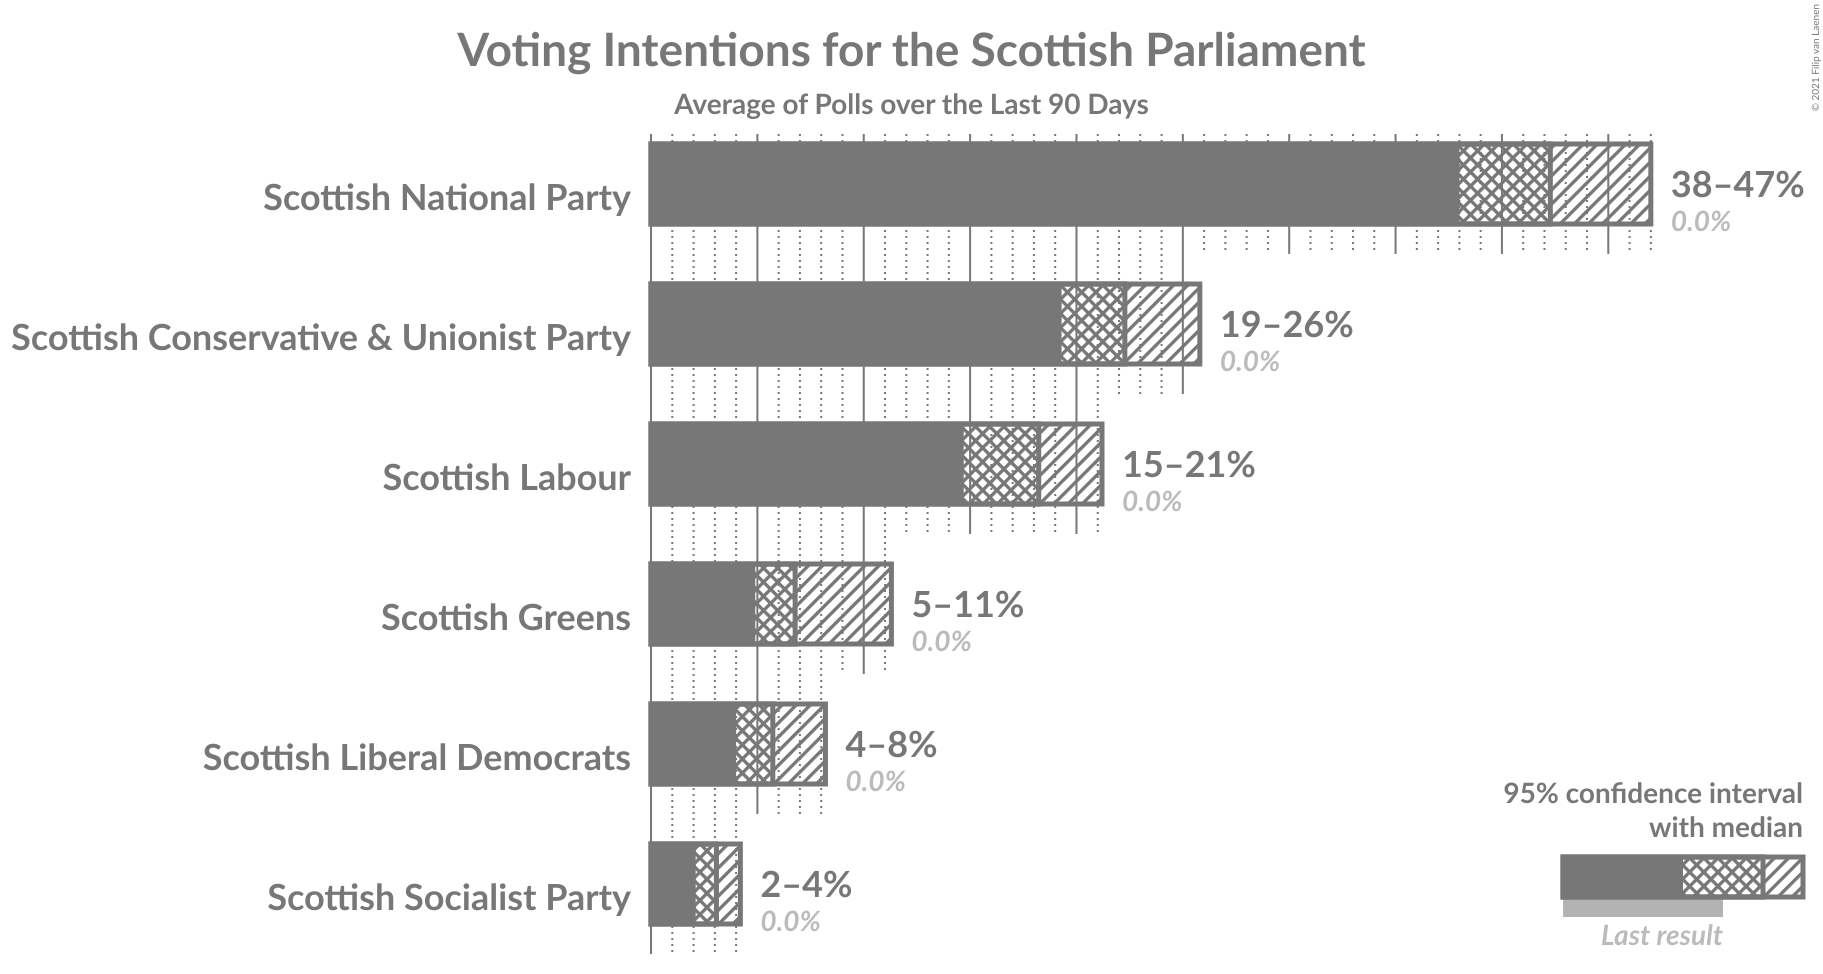 Voting Intentions for the Scottish Parliament
Average of Polls over the Last 90 Days
© 2021 Filip van Laenen
Scottish National Party
38–47%
0.0%
Scottish Conservative & Unionist Party
19–26%
0.0%
Scottish Labour
15–21%
0.0%
Scottish Greens
5–11%
0.0%
Scottish Liberal Democrats
4–8%
0.0%
Scottish Socialist Party
2–4%
0.0%
95% confidence interval
with median
Last result